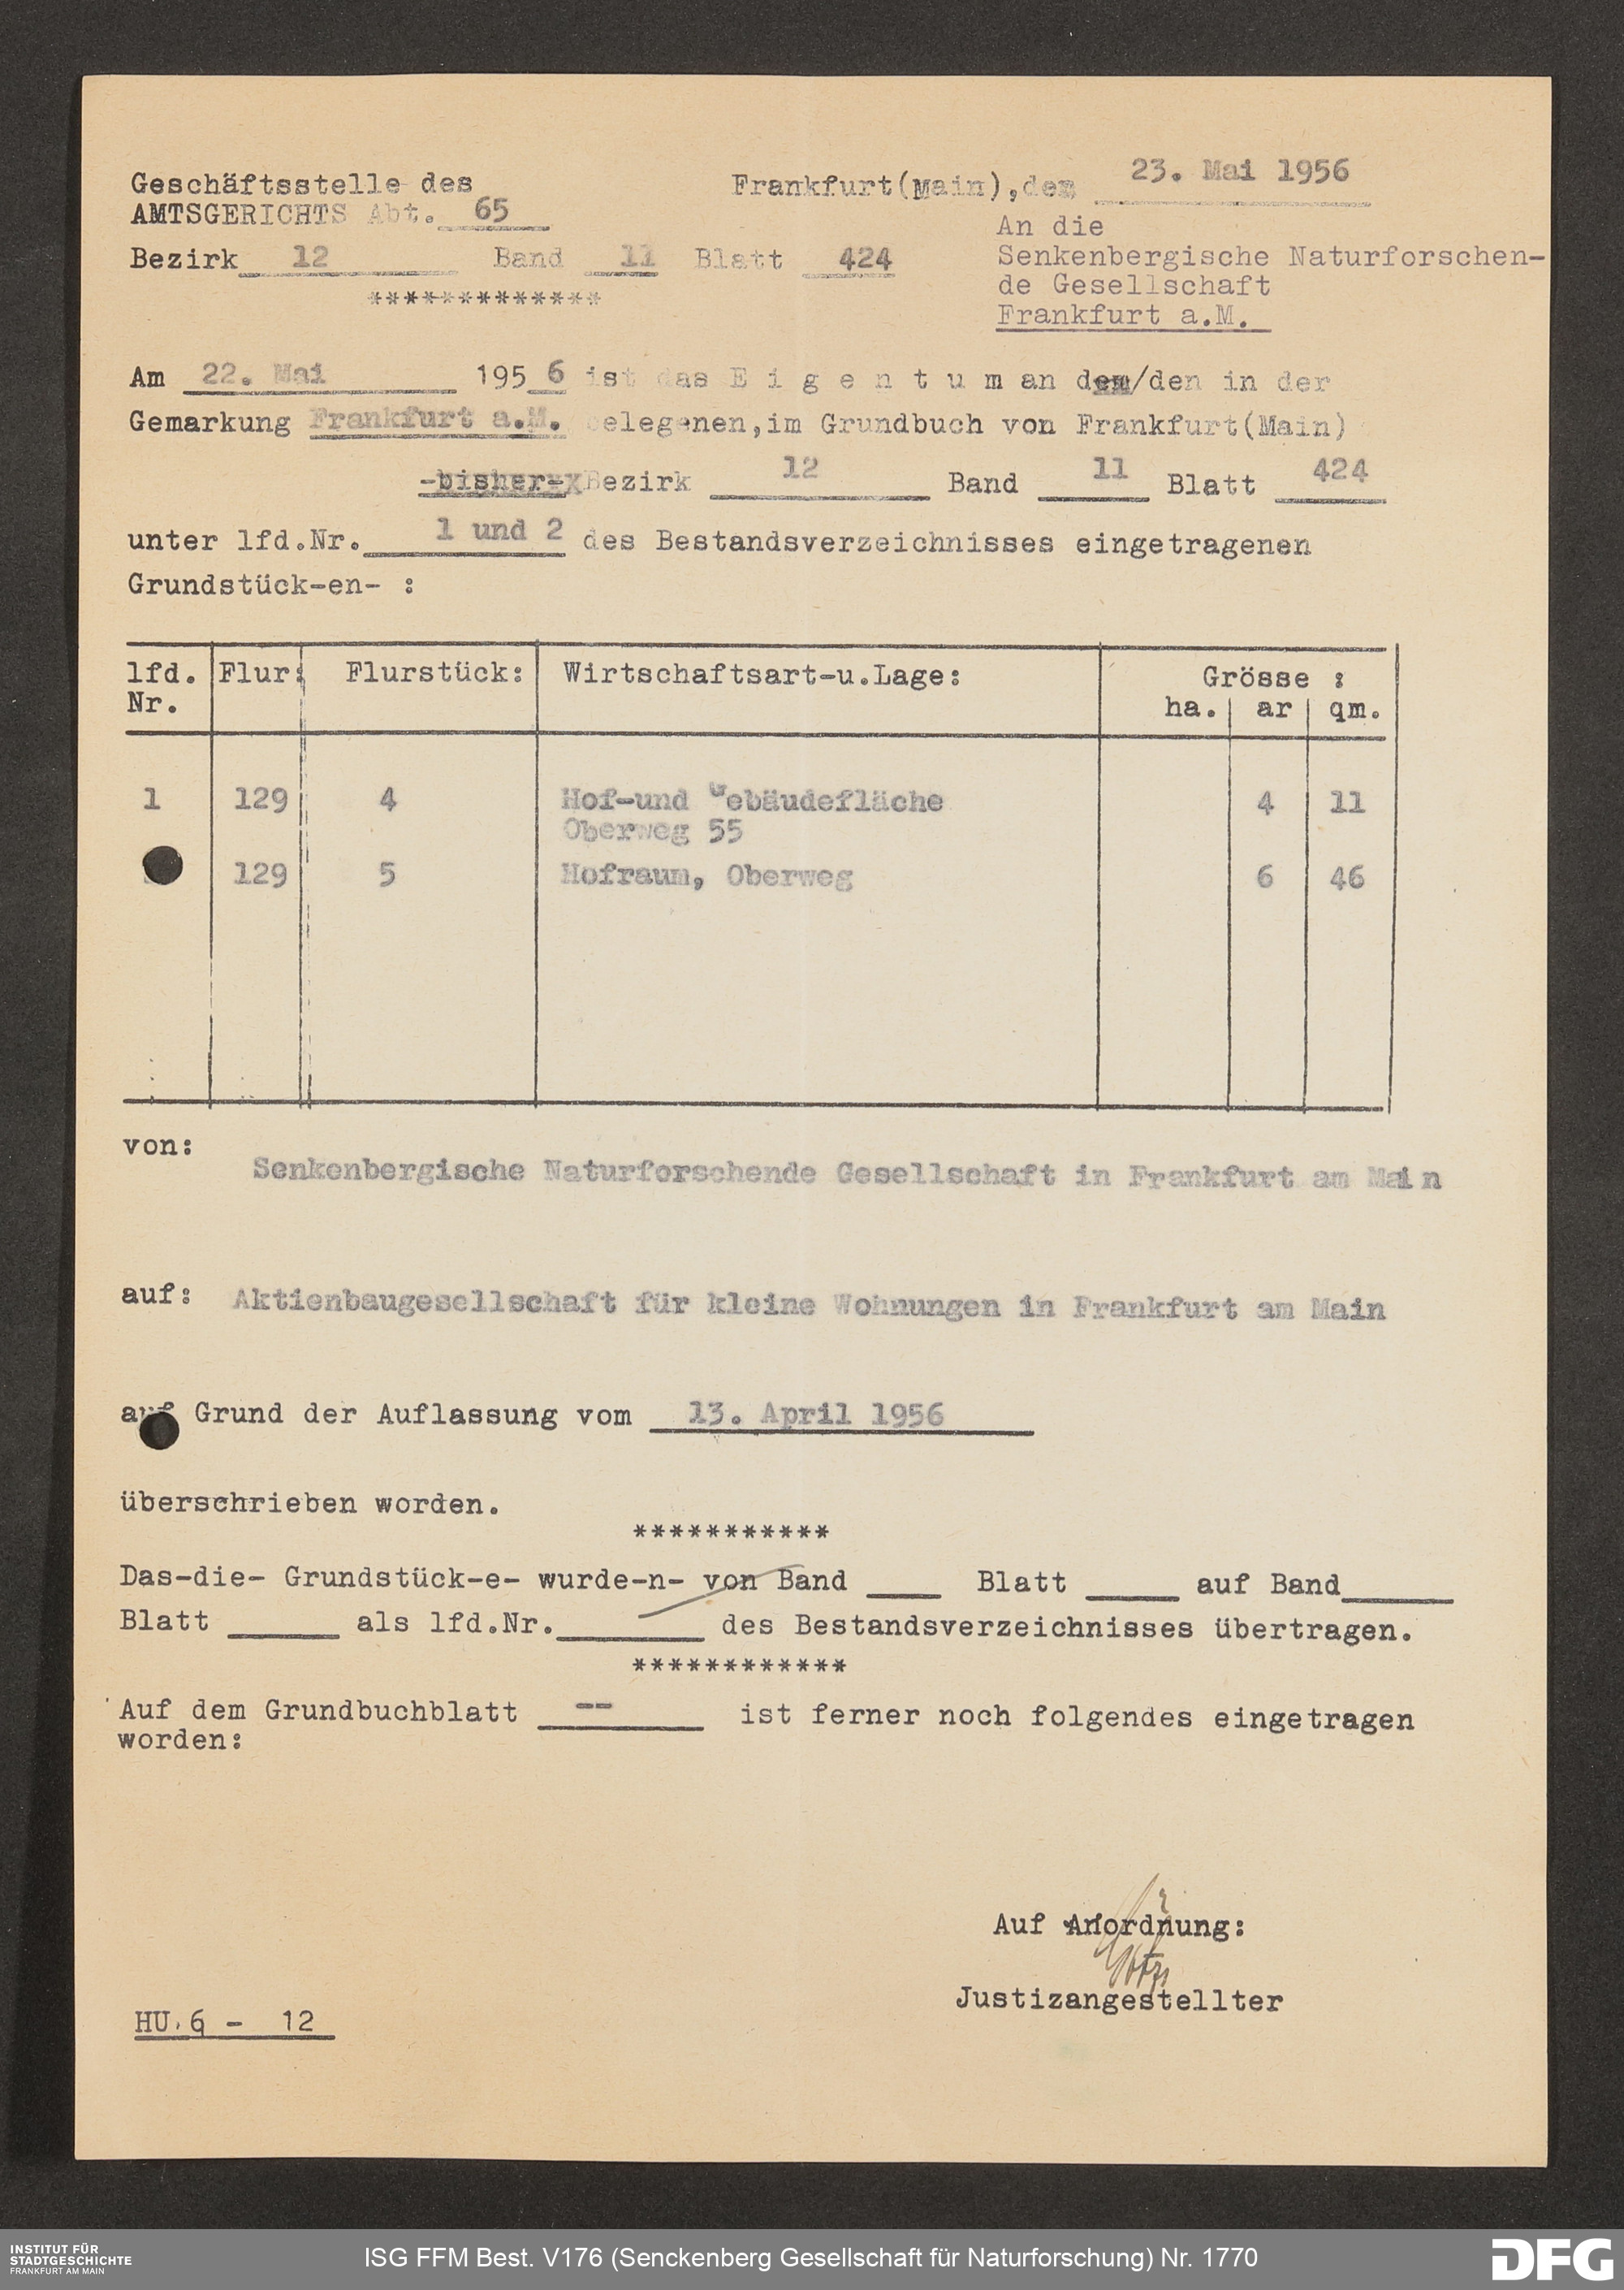 Geschäftsstelle des
AMTSGERICHTS Abt. 65
Frankfurt(Main),den 23. Mai 1956
Bezirk 12 Band 11 Blatt 424
*************
An die
Senkenbergische Naturforschen-
de Gesellschaft
Frankfurt a.M.
Am 22. Mai 1956 ist das E i g e n t u m an dem/den in der
Gemarkung Frankfurt a.M. belegenen,im Grundbuch von Frankfurt(Main)
-bisher- Bezirk 12 Band 11 Blatt 424
unter lfd.Nr. 1 und 2 des Bestandsverzeichnisses eingetragenen
Grundstück-en- :
lfd. Flur: Flurstück: Wirtschaftsart-u.Lage: Grösse :
Nr. ha. ar qm.
1 129 4 Hof-und Gebäudefläche 4 11
Oberweg 55
129 5 Hofraum, Oberweg 6 46
von:
Senkenbergische Naturforschende Gesellschaft in Frankfurt am Main
auf: Aktienbaugesellschaft für kleine Wohnungen in Frankfurt am Main
auf Grund der Auflassung vom 13. April 1956
überschrieben worden.
***********
Das-die- Grundstück-e- wurde-n- von Band ____ Blatt ____ auf Band____
Blatt ____ als lfd.Nr.____ des Bestandsverzeichnisses übertragen.
************
Auf dem Grundbuchblatt -- ist ferner noch folgendes eingetragen
worden:
Auf Anordnung:
Justizangestellter
HU.6 - 12
INSTITUT FÜR
STADTGESCHICHTE
FRANKFURT AM MAIN
ISG FFM Best. V176 (Senckenberg Gesellschaft für Naturforschung) Nr. 1770
DFG